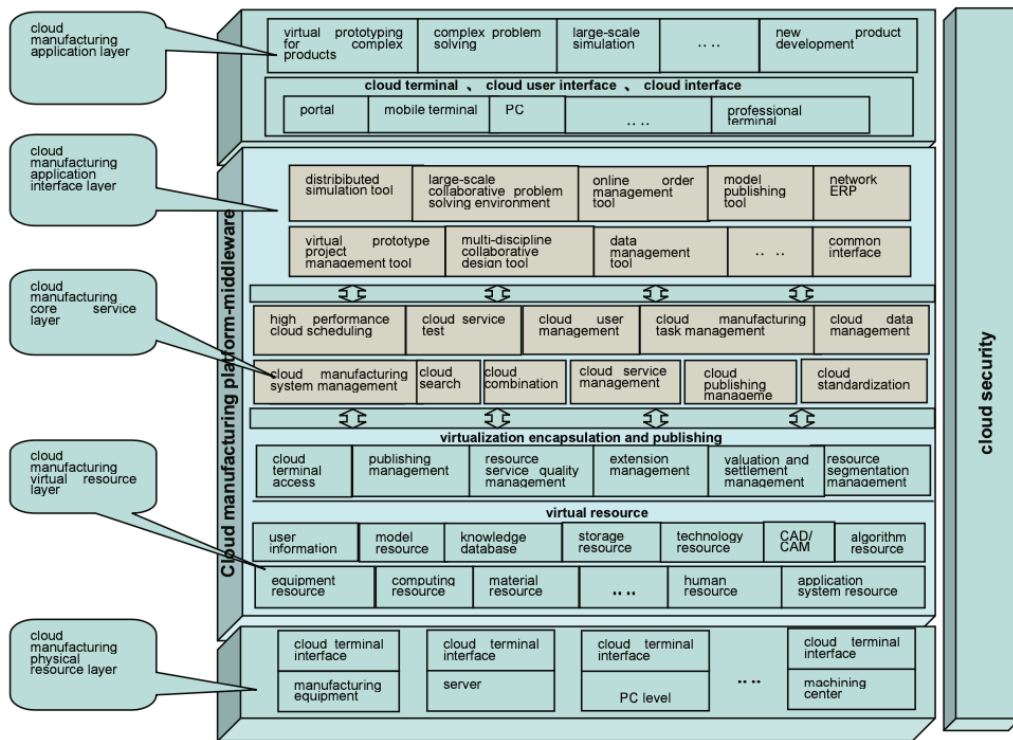 cloud
manufacturing
application layer
virtual prototyping
for complex
products
complex problem
solving
large-scale
simulation
.. ..
new product
development
cloud terminal 、 cloud user interface 、 cloud interface
portal
mobile terminal
PC
.. ..
professional
terminal
cloud
manufacturing
application
interface layer
distribibuted
simulation tool
large-scale
collaborative problem
solving environment
online order
management
tool
model
publishing
tool
network
ERP
virtual prototype
project
management tool
multi-discipline
collaborative
design tool
data
management
tool
.. ..
common
interface
cloud
manufacturing
core service
layer
high performance
cloud scheduling
cloud service
test
cloud user
management
cloud manufacturing
task management
cloud data
management
cloud manufacturing
system management
cloud
search
cloud
combination
cloud service
management
cloud
publishing
manageme
cloud
standardization
Cloud manufacturing platform-middleware
cloud security
virtualization encapsulation and publishing
cloud
terminal
access
publishing
management
resource
service quality
management
extension
management
valuation and
settlement
management
resource
segmentation
management
cloud
manufacturing
virtual resource
layer
virtual resource
user
information
model
resource
knowledge
database
storage
resource
technology
resource
CAD/
CAM
algorithm
resource
equipment
resource
computing
resource
material
resource
.. ..
human
resource
application
system resource
cloud
manufacturing
physical
resource layer
cloud terminal
interface
manufacturing
equipment
cloud terminal
interface
server
cloud terminal
interface
PC level
.. ..
cloud terminal
interface
machining
center